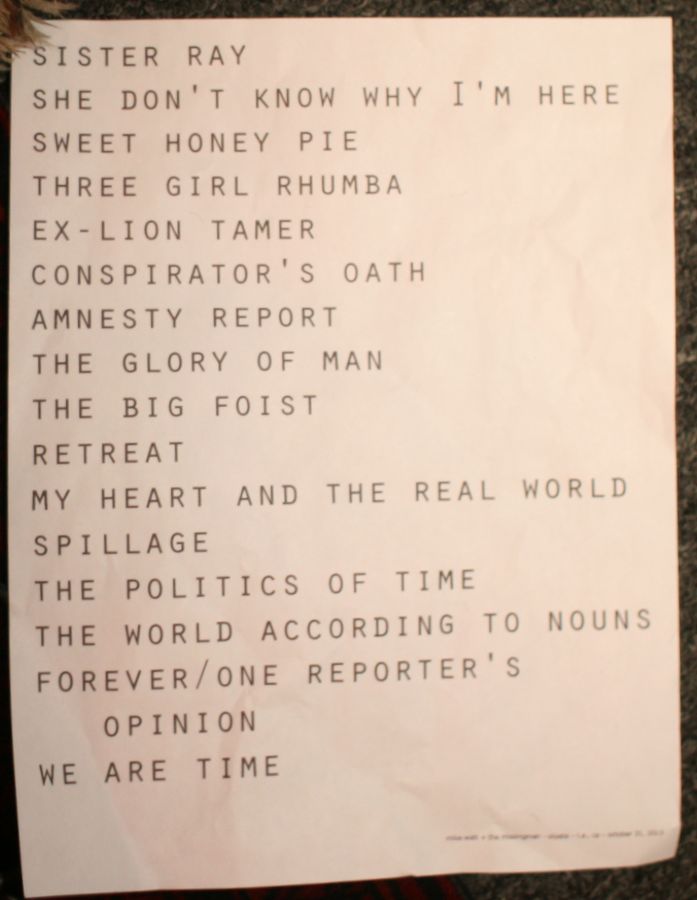 SISTER RAY
SHE DON'T KNOW WHY I'M HERE
SWEET HONEY PIE
THREE GIRL RHUMBA
EX-LION TAMER
CONSPIRATOR'S OATH
AMNESTY REPORT
THE GLORY OF MAN
THE BIG FOIST
RETREAT
MY HEART AND THE REAL WORLD
SPILLAGE
THE POLITICS OF TIME
THE WORLD ACCORDING TO NOUNS
FOREVER/ONE REPORTER'S
OPINION
WE ARE TIME